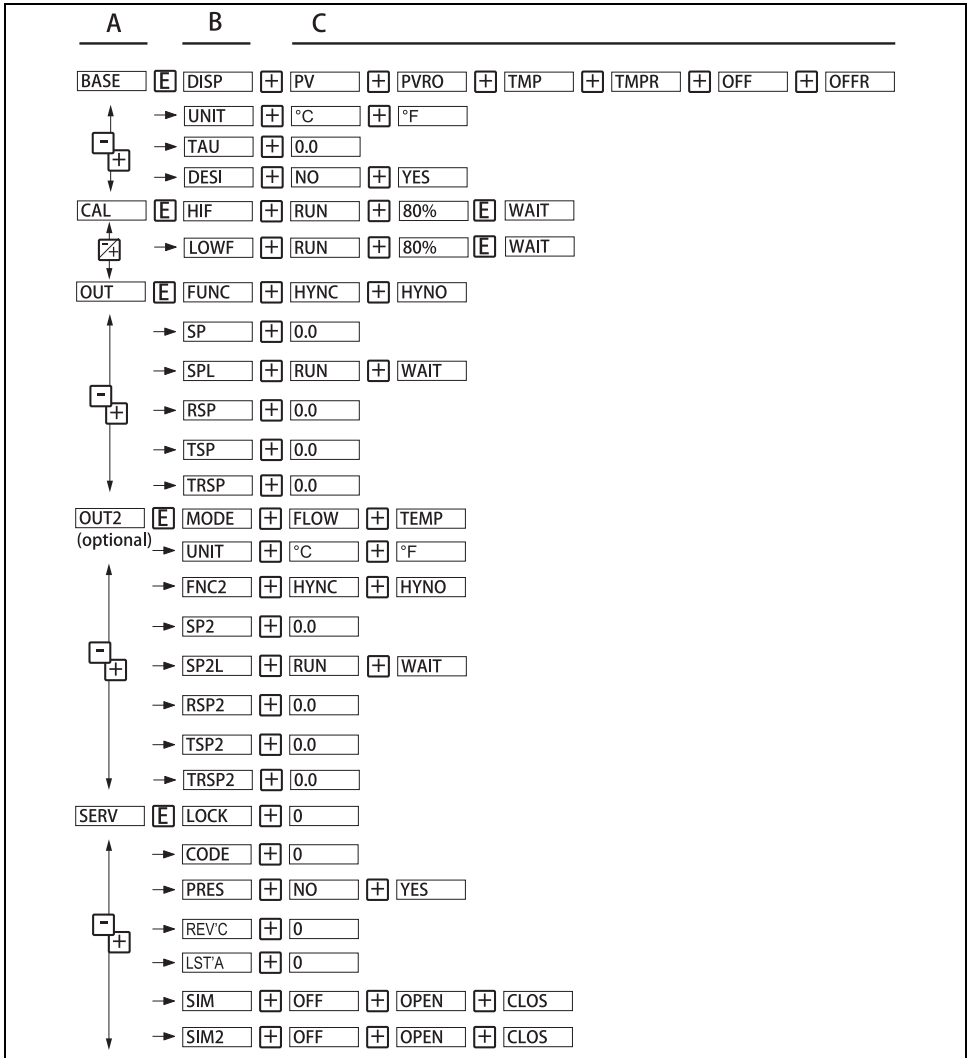 A B C
BASE E DISP + PV + PVRO + TMP + TMPR + OFF + OFFR
UNIT + °C + °F
- +
TAU + 0.0
DESI + NO + YES
CAL E HIF + RUN + 80% E WAIT
-/+ LOWF + RUN + 80% E WAIT
OUT E FUNC + HYNC + HYNO
SP + 0.0
SPL + RUN + WAIT
- +
RSP + 0.0
TSP + 0.0
TRSP + 0.0
OUT2 E MODE + FLOW + TEMP
(optional)
UNIT + °C + °F
FNC2 + HYNC + HYNO
SP2 + 0.0
- +
SP2L + RUN + WAIT
RSP2 + 0.0
TSP2 + 0.0
TRSP2 + 0.0
SERV E LOCK + 0
CODE + 0
PRES + NO + YES
- +
REV'C + 0
LST'A + 0
SIM + OFF + OPEN + CLOS
SIM2 + OFF + OPEN + CLOS